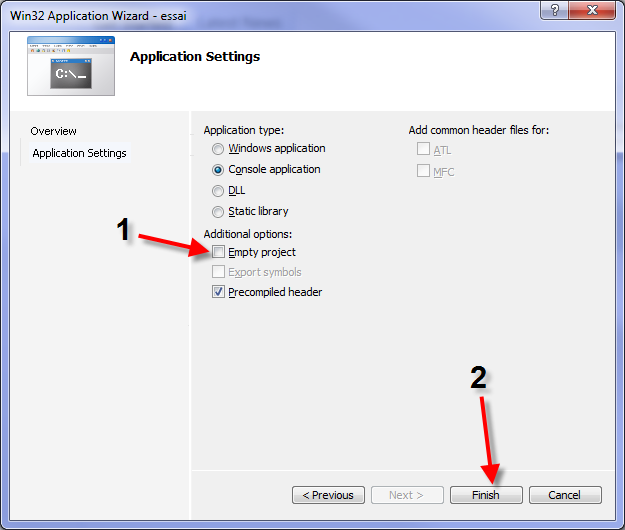 Win32 Application Wizard - essai
C:\_
Application Settings
Overview
Application Settings
Application type:
Windows application
Console application
DLL
Static library
Additional options:
Empty project
Export symbols
Precompiled header
Add common header files for:
ATL
MFC
1
2
< Previous
Next >
Finish
Cancel